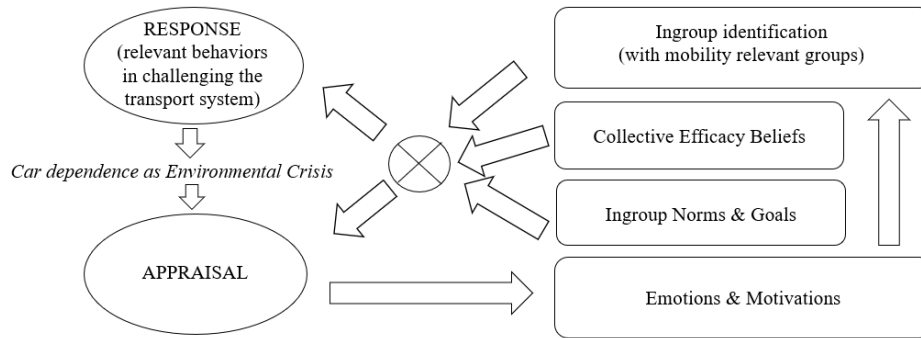 RESPONSE
(relevant behaviors
in challenging the
transport system)
Car dependence as Environmental Crisis
APPRAISAL
Ingroup identification
(with mobility relevant groups)
Collective Efficacy Beliefs
Ingroup Norms & Goals
Emotions & Motivations